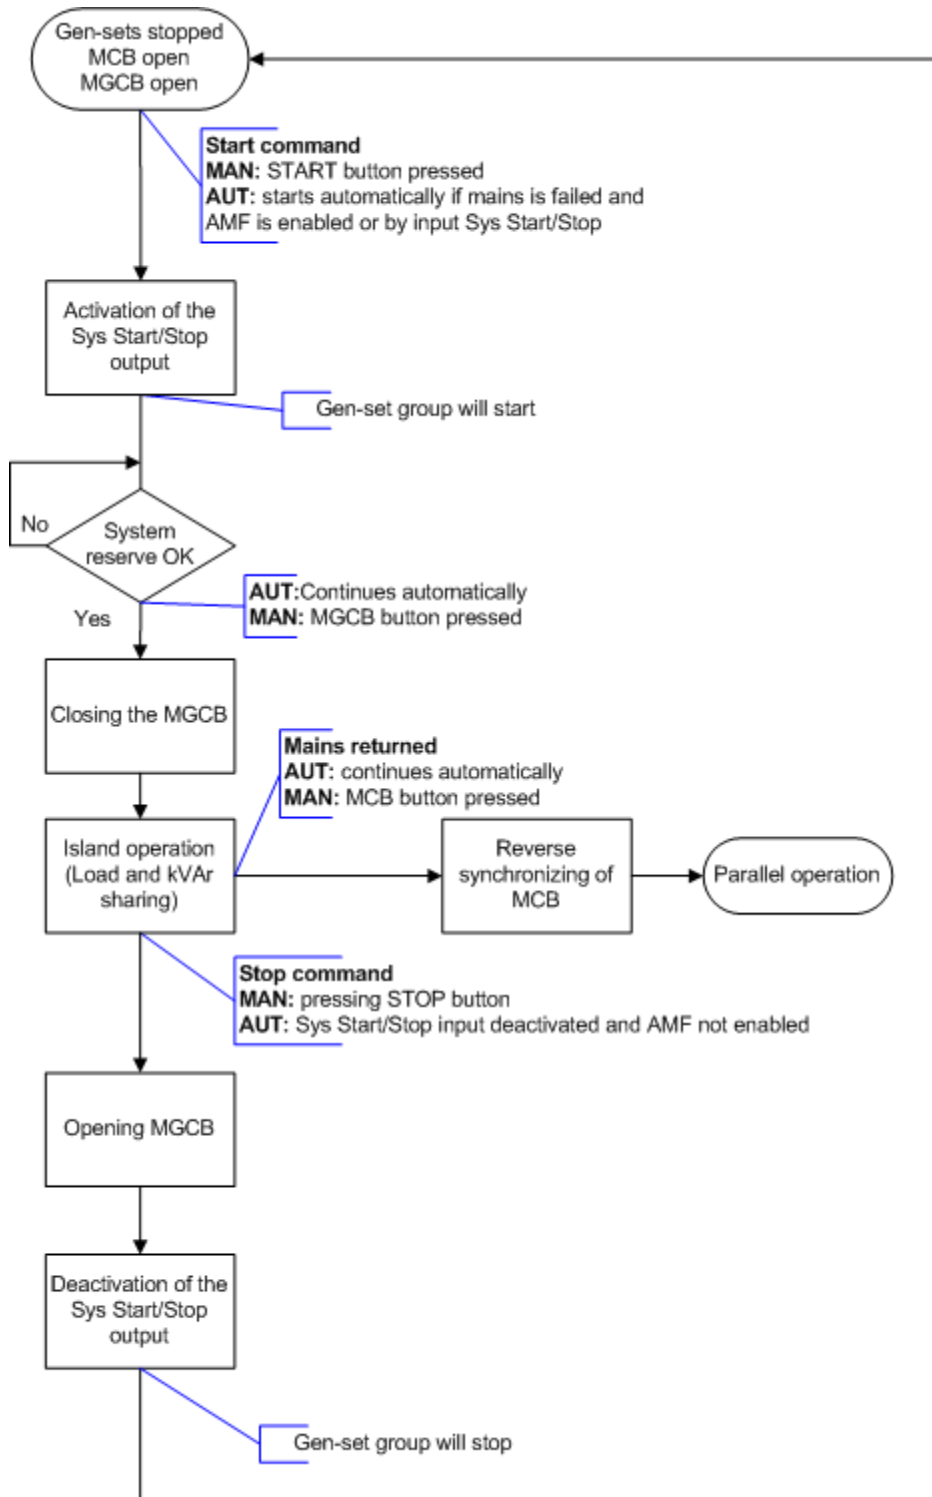 Gen-sets stopped
MCB open
MGCB open
Start command
MAN: START button pressed
AUT: starts automatically if mains is failed and
AMF is enabled or by input Sys Start/Stop
Activation of the
Sys Start/Stop
output
Gen-set group will start
No
System
reserve OK
AUT:Continues automatically
MAN: MGCB button pressed
Yes
Closing the MGCB
Mains returned
AUT: continues automatically
MAN: MCB button pressed
Island operation
(Load and kVAr
sharing)
Reverse
synchronizing of
MCB
Parallel operation
Stop command
MAN: pressing STOP button
AUT: Sys Start/Stop input deactivated and AMF not enabled
Opening MGCB
Deactivation of the
Sys Start/Stop
output
Gen-set group will stop